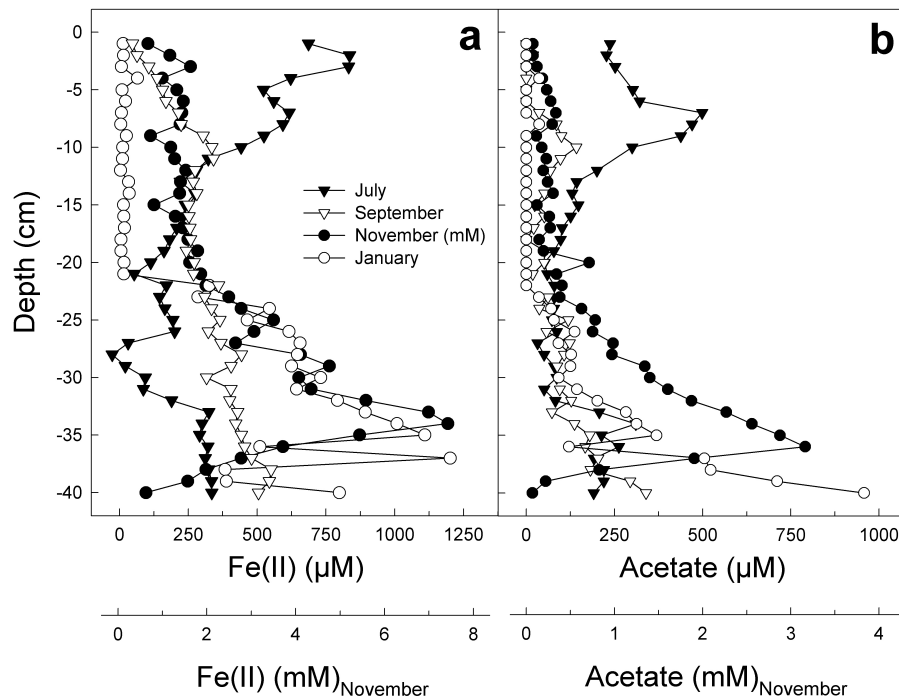 a
b
0
-5
-10
-15
-20
-25
-30
-35
-40
Depth (cm)
July
September
November (mM)
January
0 250 500 750 1000 1250
0 250 500 750 1000
Fe(II) (µM)
Acetate (µM)
0 2 4 6 8
0 1 2 3 4
Fe(II) (mM)November
Acetate (mM)November